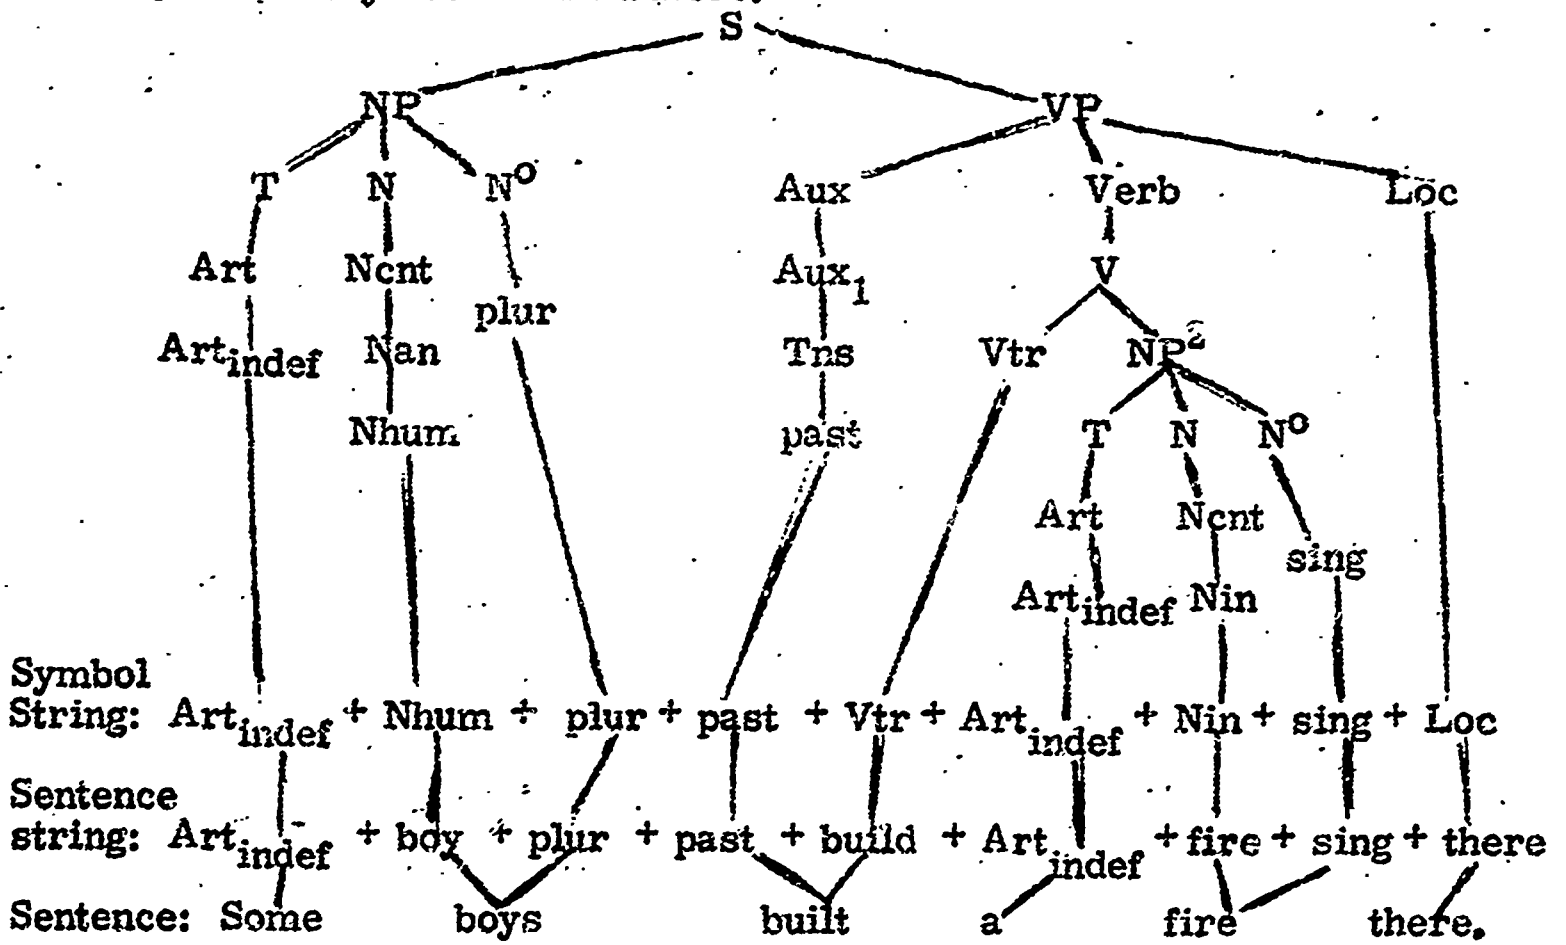 S
NP VP
T N Nº Aux Verb Loc
Art Ncnt plur Aux1 V
Artindef Nan Tns Vtr NP2
Nhum past T N Nº
Art Ncnt sing
Artindef Nin
Symbol
String: Artindef + Nhum + plur + past + Vtr + Artindef + Nin + sing + Loc
Sentence
string: Artindef + boy + plur + past + build + Artindef + fire + sing + there
Sentence: Some boys built a fire there.